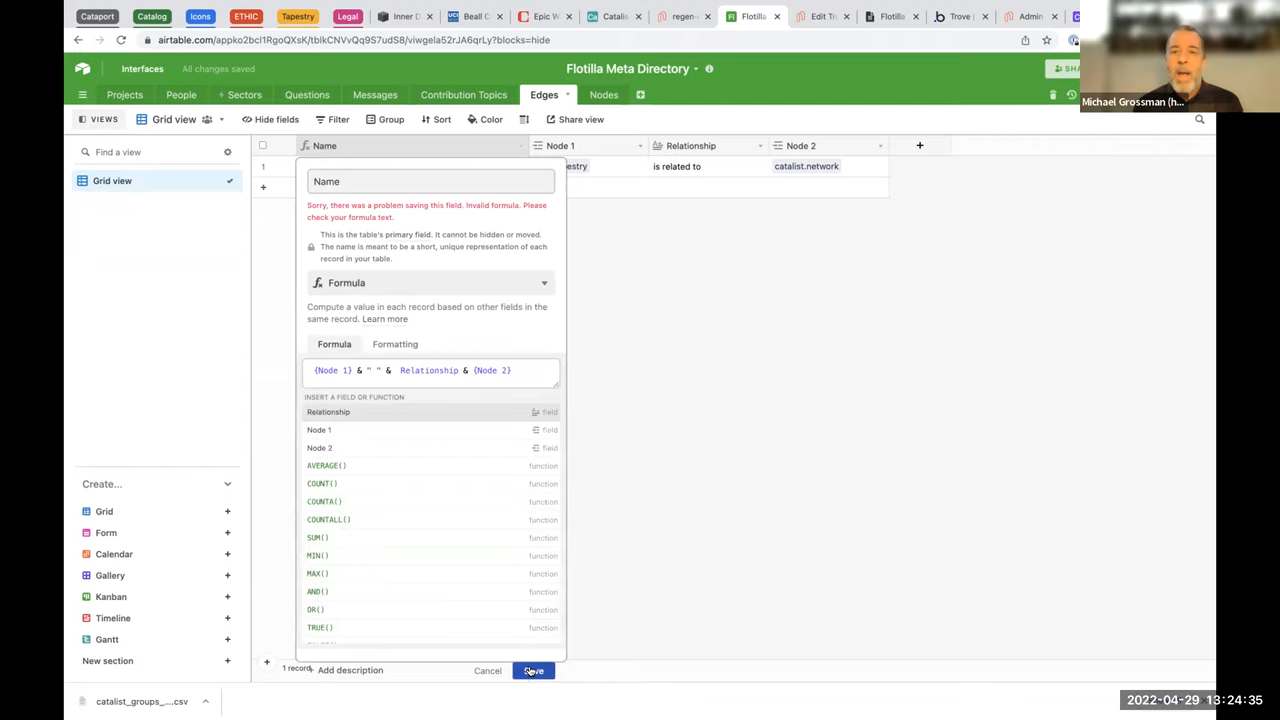 Cataport Catalog Icons ETHIC Tapestry Legal Inner D Beall C Epic W Catalis regen- Flotilla Edit T Flotilla Trove Admin
airtable.com/appko2bcl1RgoQXsK/tblkCNVvQq9S7udS8/viwgela52rJA6qrLy?blocks=hide
Interfaces All changes saved Flotilla Meta Directory SHA
Projects People Sectors Questions Messages Contribution Topics Edges Nodes
Michael Grossman (h...
VIEWS Grid view Hide fields Filter Group Sort Color Share view
Find a view
Grid view
Name Node 1 Relationship Node 2
1 estry is related to catalist.network
Name
Sorry, there was a problem saving this field. Invalid formula. Please
check your formula text.
This is the table's primary field. It cannot be hidden or moved.
The name is meant to be a short, unique representation of each
record in your table.
Formula
Compute a value in each record based on other fields in the
same record. Learn more
Formula Formatting
{Node 1} & " " & Relationship & {Node 2}
INSERT A FIELD OR FUNCTION
Relationship field
Node 1 field
Node 2 field
AVERAGE() function
COUNT() function
COUNTA() function
COUNTALL() function
SUM() function
MIN() function
MAX() function
AND() function
OR() function
TRUE() function
Create...
Grid
Form
Calendar
Gallery
Kanban
Timeline
Gantt
New section
1 record Add description Cancel Save
catalist_groups_....csv
2022-04-29 13:24:35